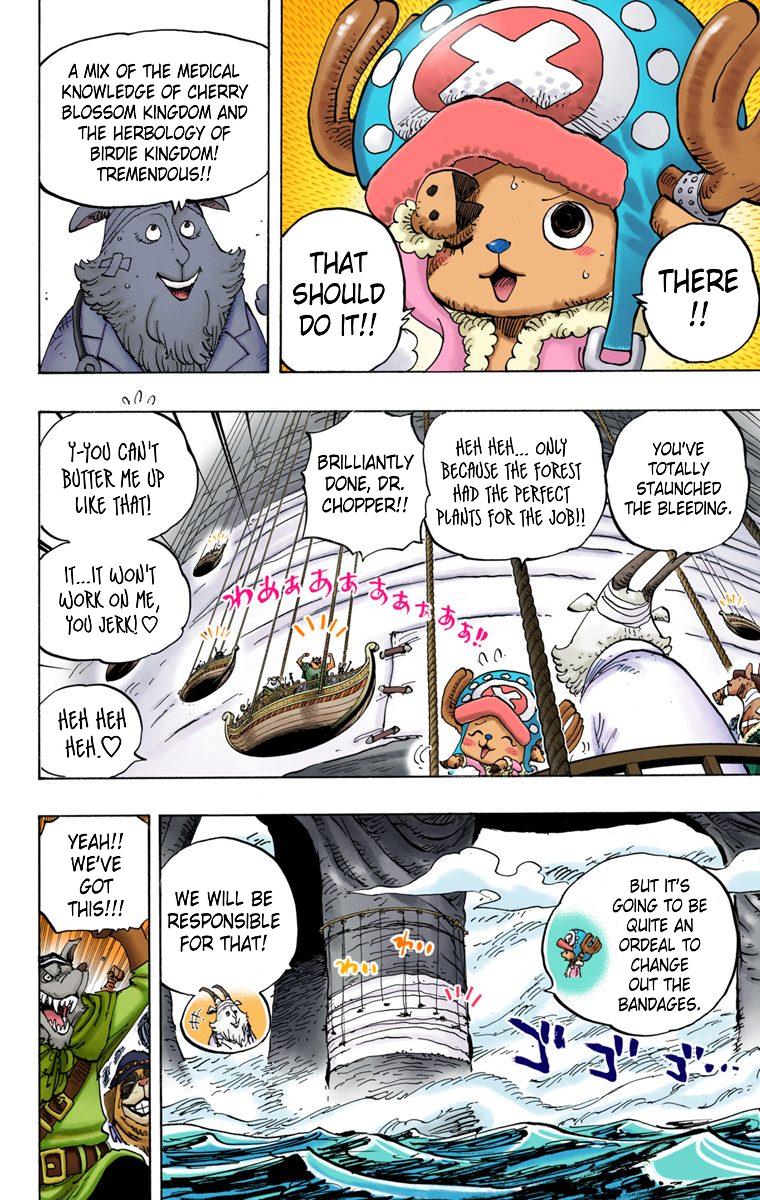 THERE
!!
THAT
SHOULD
DO IT!!
A MIX OF THE MEDICAL
KNOWLEDGE OF CHERRY
BLOSSOM KINGDOM AND
THE HERBOLOGY OF
BIRDIE KINGDOM!
TREMENDOUS!!
YOU'VE
TOTALLY
STAUNCHED
THE BLEEDING.
HEH HEH... ONLY
BECAUSE THE FOREST
HAD THE PERFECT
PLANTS FOR THE JOB!!
BRILLIANTLY
DONE, DR.
CHOPPER!!
Y-YOU CAN'T
BUTTER ME UP
LIKE THAT!
IT...IT WON'T
WORK ON ME,
YOU JERK!♡
HEH HEH
HEH.♡
わあぁあぁあぁぁあぁ!!
BUT IT'S
GOING TO BE
QUITE AN
ORDEAL TO
CHANGE
OUT THE
BANDAGES.
WE WILL BE
RESPONSIBLE
FOR THAT!
わいわい
ゴゴゴ...
YEAH!!
WE'VE
GOT
THIS!!!